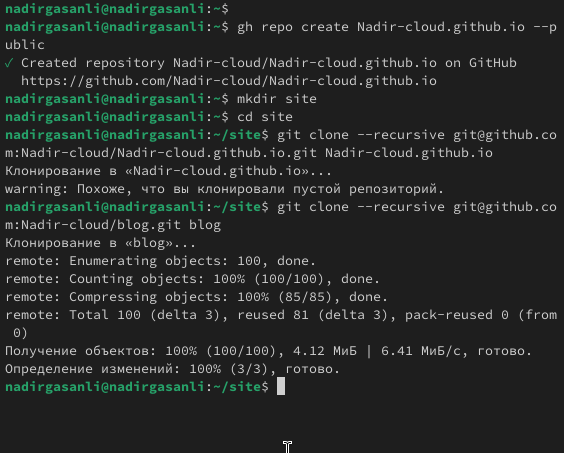 nadirgasanli@nadirgasanli:~$
nadirgasanli@nadirgasanli:~$ gh repo create Nadir-cloud.github.io --p
ublic
✓ Created repository Nadir-cloud/Nadir-cloud.github.io on GitHub
  https://github.com/Nadir-cloud/Nadir-cloud.github.io
nadirgasanli@nadirgasanli:~$ mkdir site
nadirgasanli@nadirgasanli:~$ cd site
nadirgasanli@nadirgasanli:~/site$ git clone --recursive git@github.co
m:Nadir-cloud/Nadir-cloud.github.io.git Nadir-cloud.github.io
Клонирование в «Nadir-cloud.github.io»...
warning: Похоже, что вы клонировали пустой репозиторий.
nadirgasanli@nadirgasanli:~/site$ git clone --recursive git@github.co
m:Nadir-cloud/blog.git blog
Клонирование в «blog»...
remote: Enumerating objects: 100, done.
remote: Counting objects: 100% (100/100), done.
remote: Compressing objects: 100% (85/85), done.
remote: Total 100 (delta 3), reused 81 (delta 3), pack-reused 0 (from
 0)
Получение объектов: 100% (100/100), 4.12 МиБ | 6.41 МиБ/с, готово.
Определение изменений: 100% (3/3), готово.
nadirgasanli@nadirgasanli:~/site$